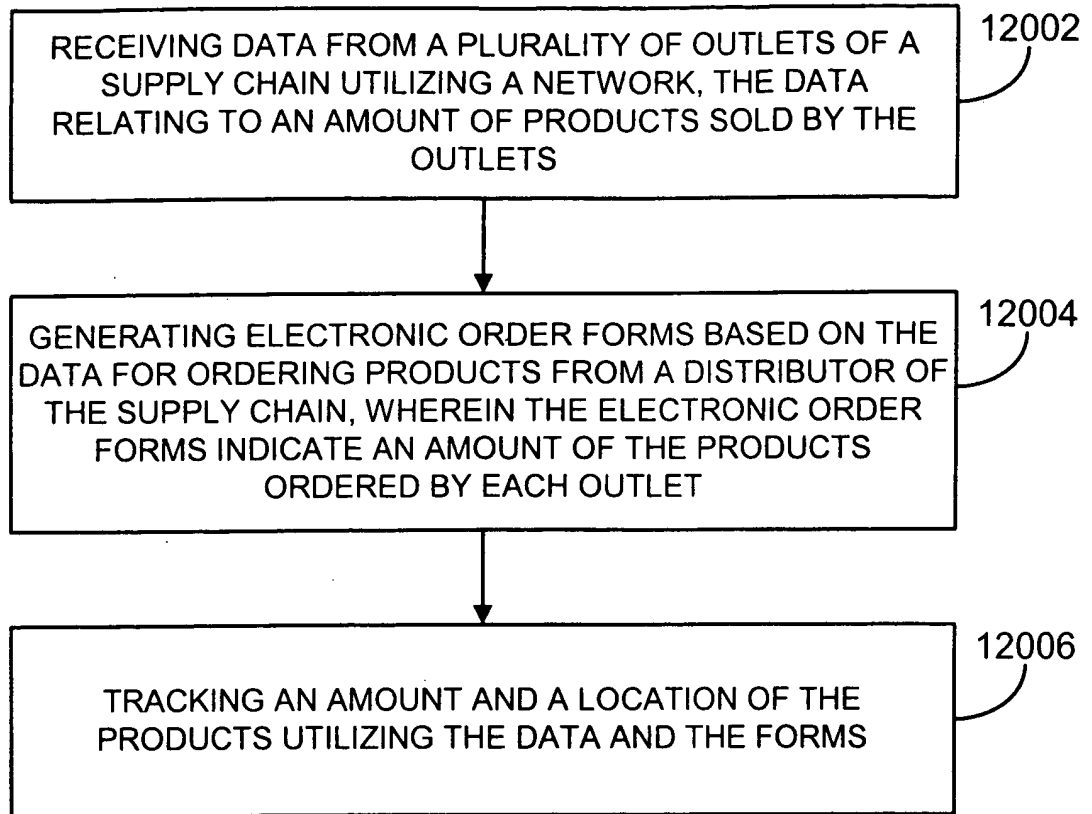 RECEIVING DATA FROM A PLURALITY OF OUTLETS OF A
SUPPLY CHAIN UTILIZING A NETWORK, THE DATA
RELATING TO AN AMOUNT OF PRODUCTS SOLD BY THE
OUTLETS
12002
GENERATING ELECTRONIC ORDER FORMS BASED ON THE
DATA FOR ORDERING PRODUCTS FROM A DISTRIBUTOR OF
THE SUPPLY CHAIN, WHEREIN THE ELECTRONIC ORDER
FORMS INDICATE AN AMOUNT OF THE PRODUCTS
ORDERED BY EACH OUTLET
12004
TRACKING AN AMOUNT AND A LOCATION OF THE
PRODUCTS UTILIZING THE DATA AND THE FORMS
12006